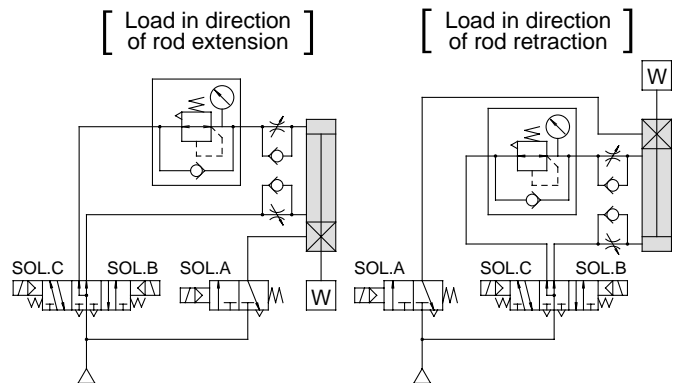 [ Load in direction
of rod extension ]
[ Load in direction
of rod retraction ]
W
SOL.C
SOL.B
SOL.A
W
SOL.A
SOL.C
SOL.B